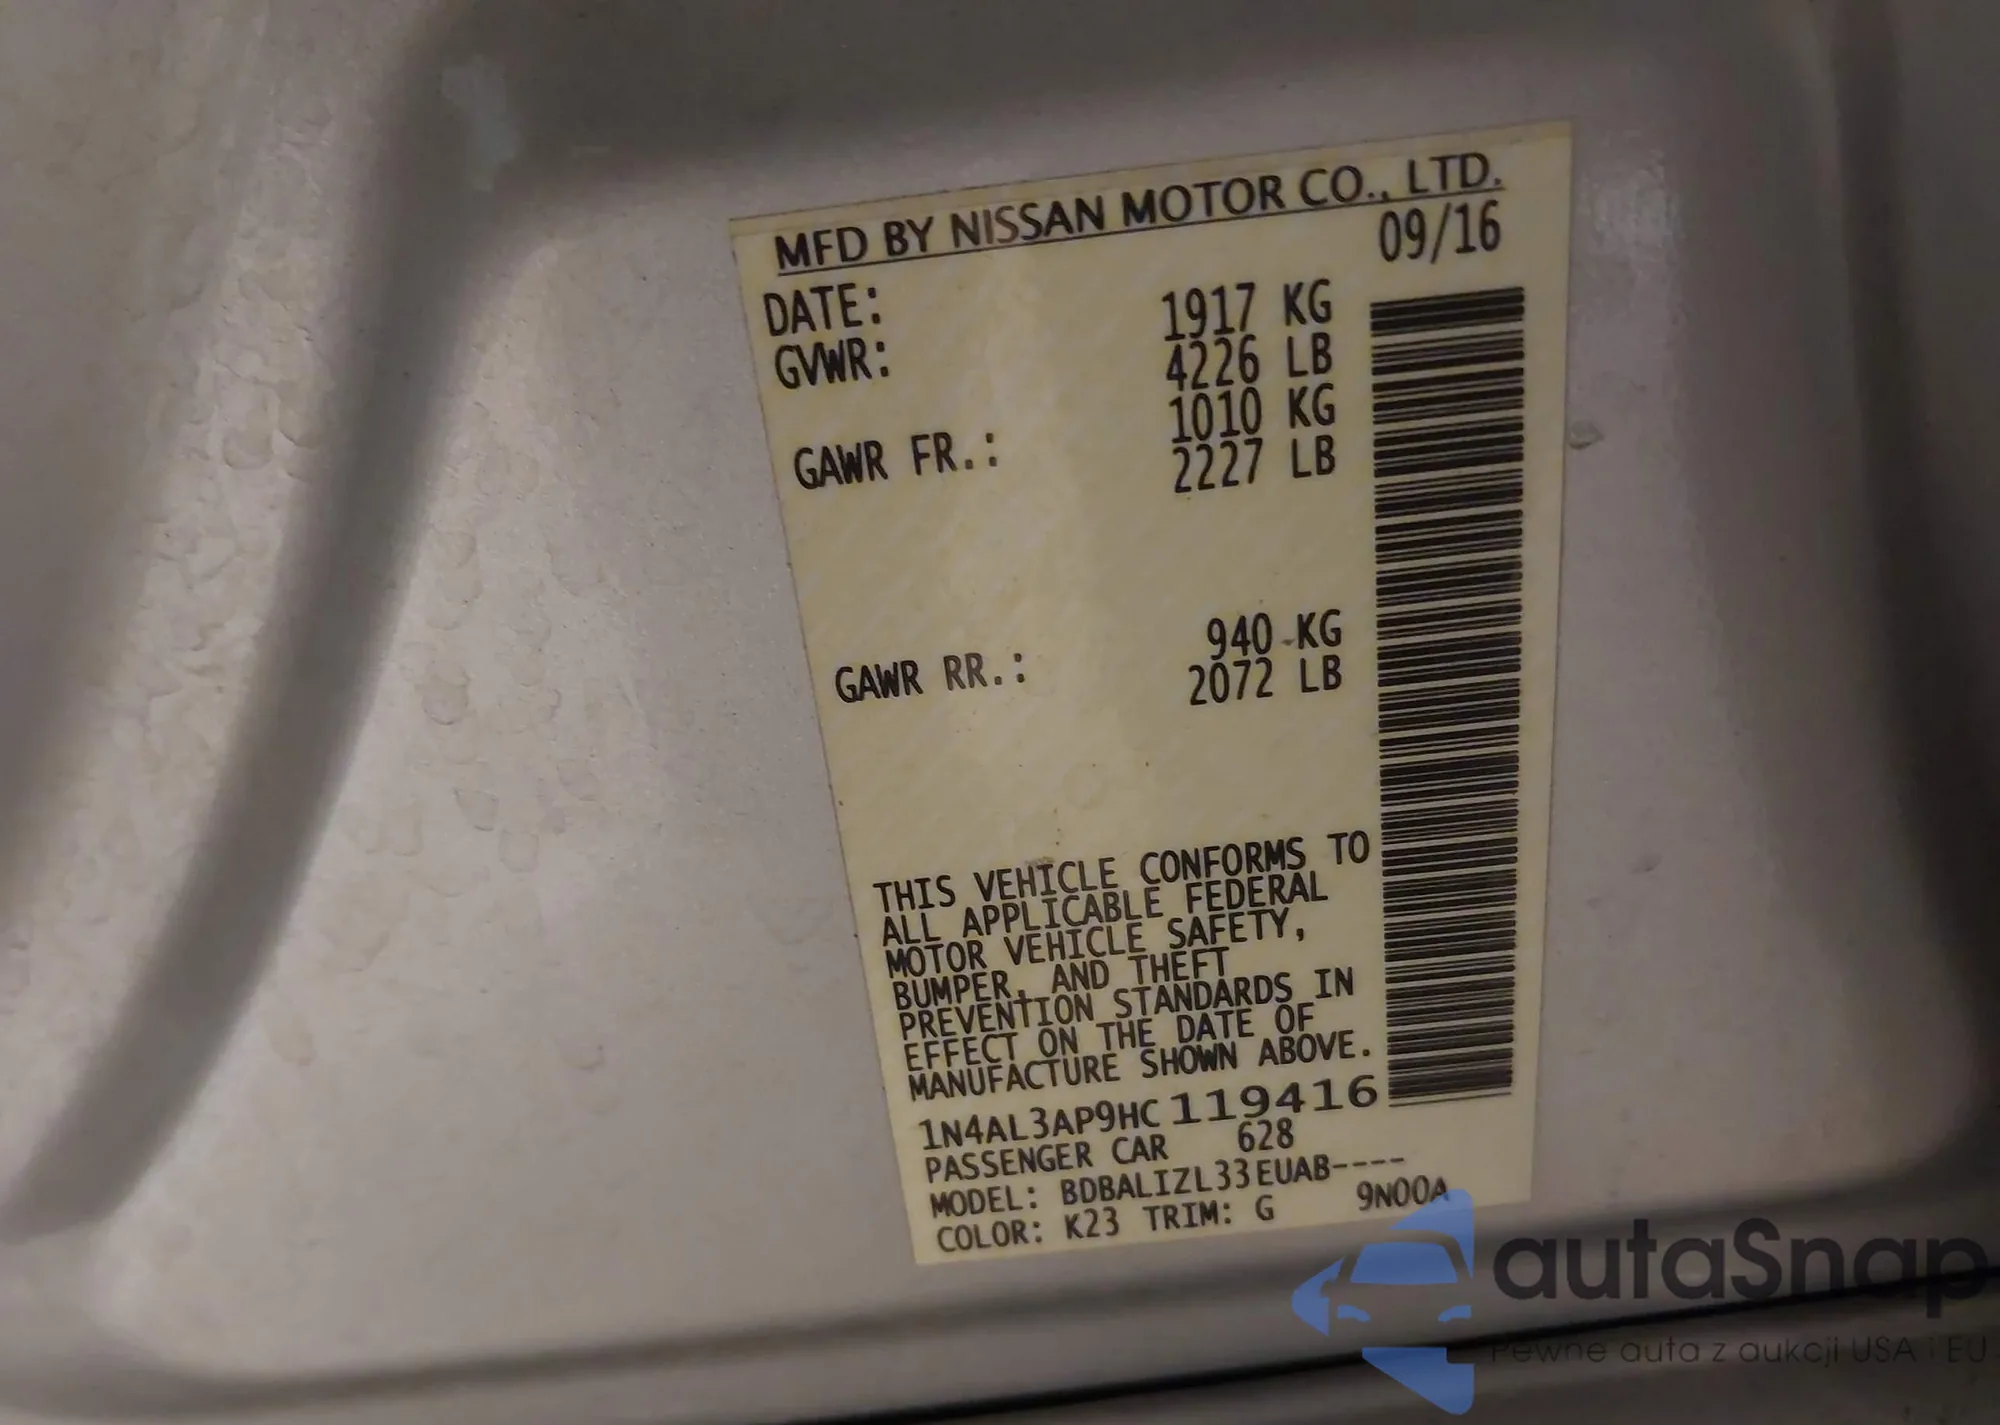 MFD BY NISSAN MOTOR CO., LTD.
DATE: 09/16
GVWR: 1917 KG
4226 LB
GAWR FR.: 1010 KG
2227 LB
GAWR RR.: 940 KG
2072 LB
THIS VEHICLE CONFORMS TO
ALL APPLICABLE FEDERAL
MOTOR VEHICLE SAFETY,
BUMPER, AND THEFT
PREVENTION STANDARDS IN
EFFECT ON THE DATE OF
MANUFACTURE SHOWN ABOVE.
1N4AL3AP9HC119416
PASSENGER CAR 628
MODEL: BDBALIZL33EUAB----
COLOR: K23 TRIM: G 9N00A
autaSnap
Pewne auta z aukcji USA i EU